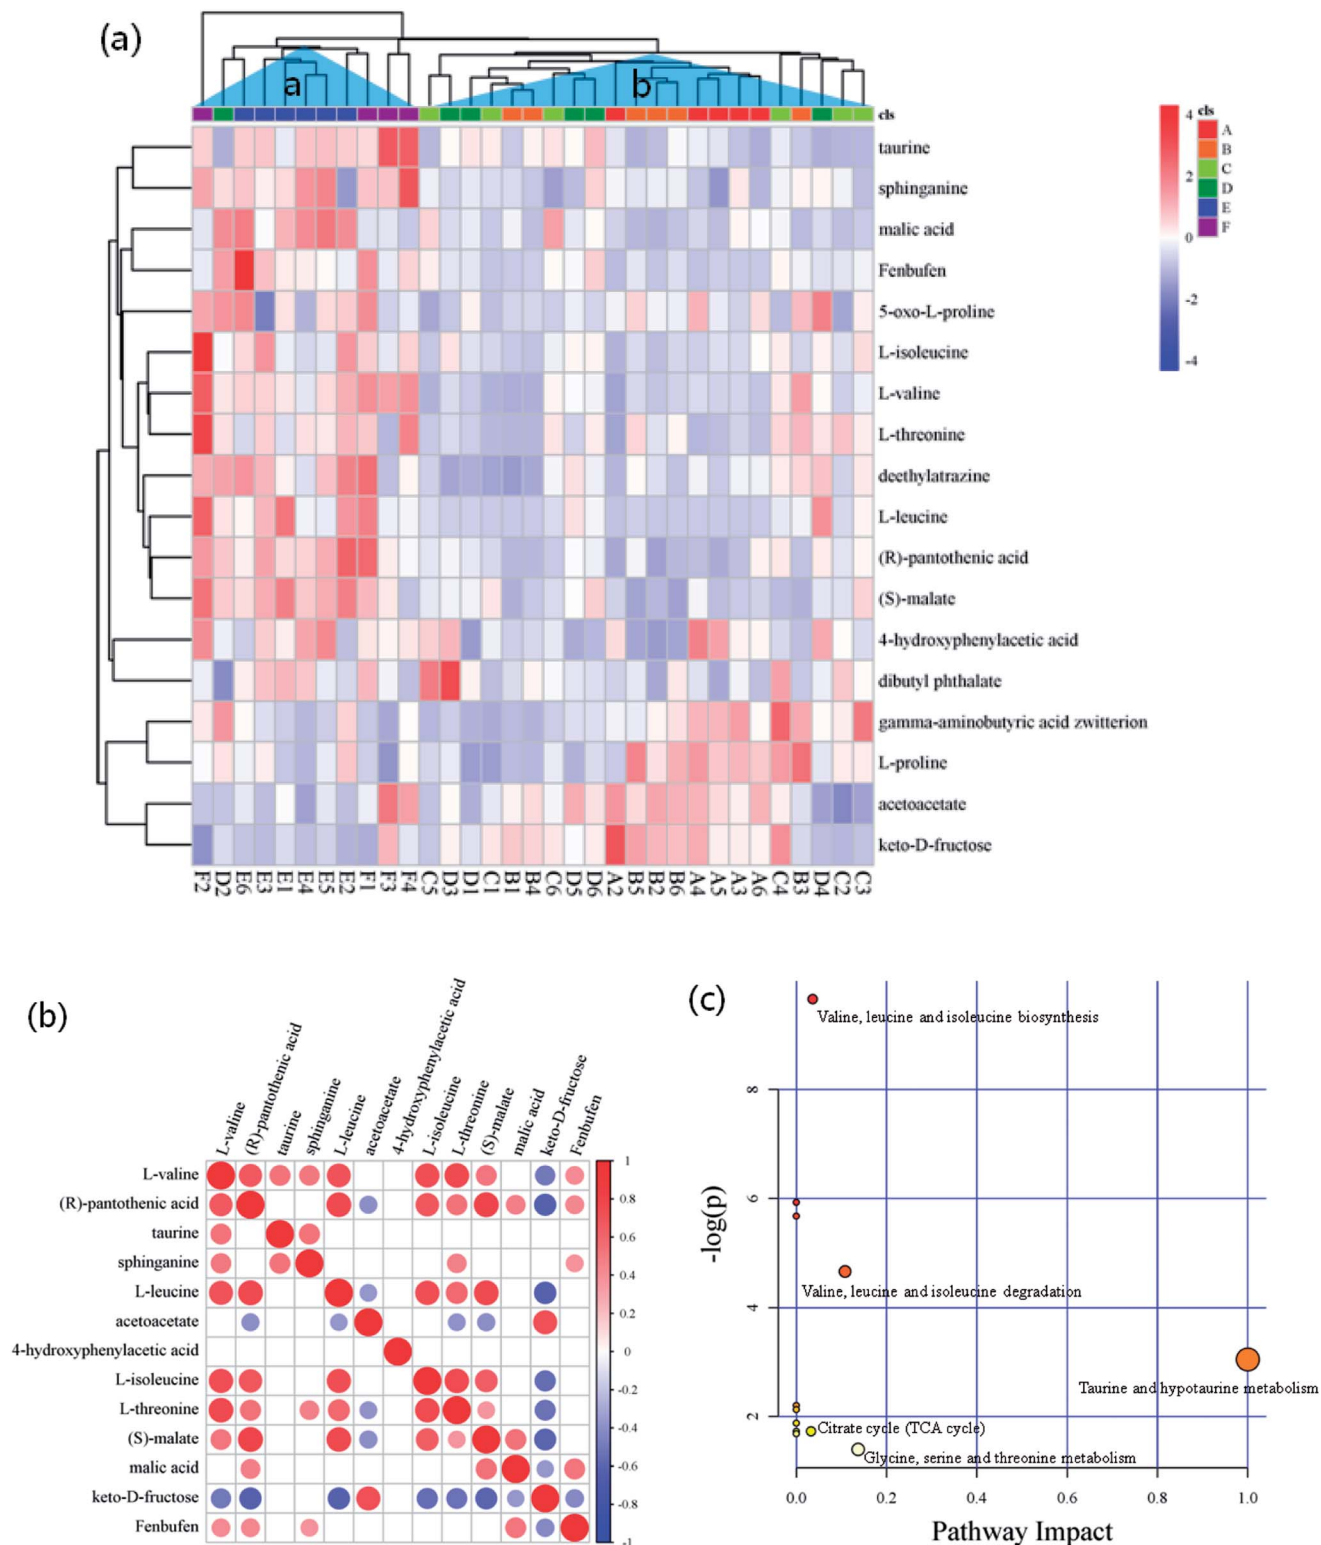 (a)
a
b
cls
taurine
sphinganine
malic acid
Fenbufen
5-oxo-L-proline
L-isoleucine
L-valine
L-threonine
deethylatrazine
L-leucine
(R)-pantothenic acid
(S)-malate
4-hydroxyphenylacetic acid
dibutyl phthalate
gamma-aminobutyric acid zwitterion
L-proline
acetoacetate
keto-D-fructose
F2 D2 E6 E3 E1 E4 E5 E2 F1 F3 F4 C5 D3 D1 C1 B1 B4 C6 D5 D6 A2 B5 B2 B6 A4 A5 A3 A6 C4 B3 D4 C2 C3
4
2
0
-2
-4
cls
A
B
C
D
E
F
(b)
L-valine
(R)-pantothenic acid
taurine
sphinganine
L-leucine
acetoacetate
4-hydroxyphenylacetic acid
L-isoleucine
L-threonine
(S)-malate
malic acid
keto-D-fructose
Fenbufen
L-valine
(R)-pantothenic acid
taurine
sphinganine
L-leucine
acetoacetate
4-hydroxyphenylacetic acid
L-isoleucine
L-threonine
(S)-malate
malic acid
keto-D-fructose
Fenbufen
1
0.8
0.6
0.4
0.2
0
-0.2
-0.4
-0.6
-0.8
-1
(c)
Valine, leucine and isoleucine biosynthesis
8
6
-log(p)
Valine, leucine and isoleucine degradation
4
Taurine and hypotaurine metabolism
2
Citrate cycle (TCA cycle)
Glycine, serine and threonine metabolism
0.0 0.2 0.4 0.6 0.8 1.0
Pathway Impact